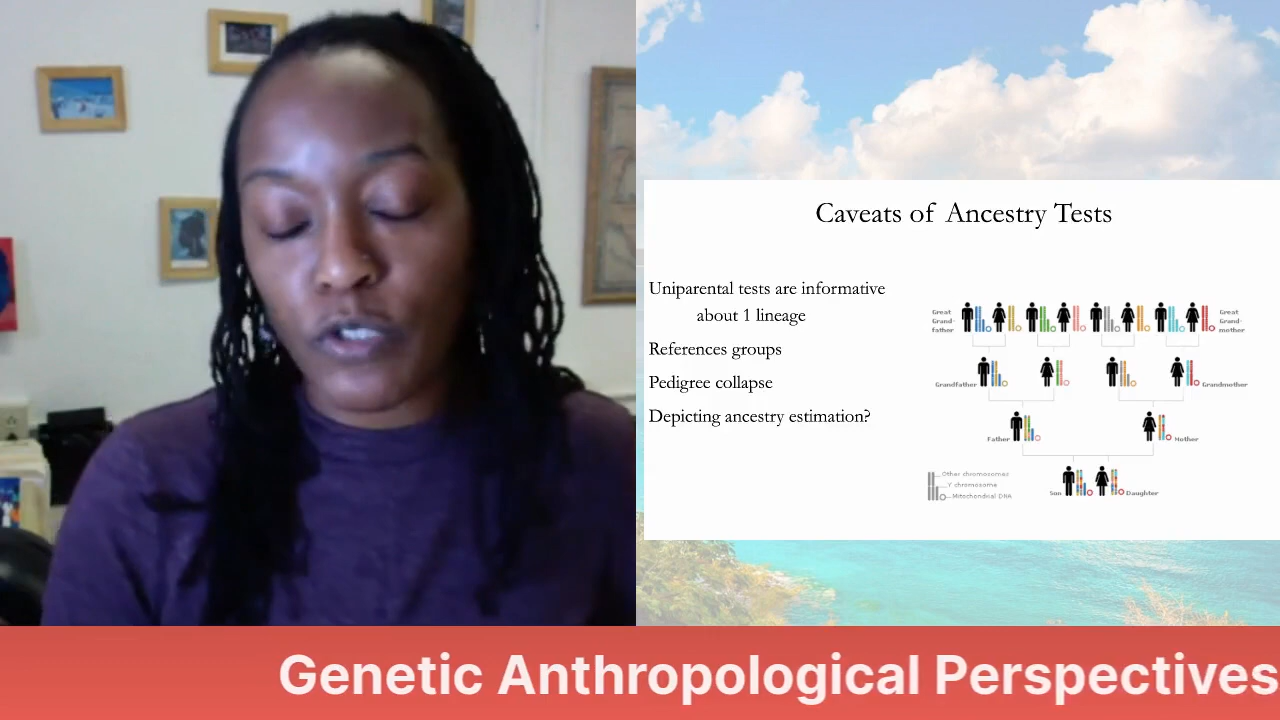 Caveats of Ancestry Tests
Uniparental tests are informative
about 1 lineage
References groups
Pedigree collapse
Depicting ancestry estimation?
Great
Grand-
father
Great
Grand-
mother
Grandfather
Grandmother
Father
Mother
Son
Daughter
Other chromosomes
Y chromosome
Mitochondrial DNA
Genetic Anthropological Perspectives